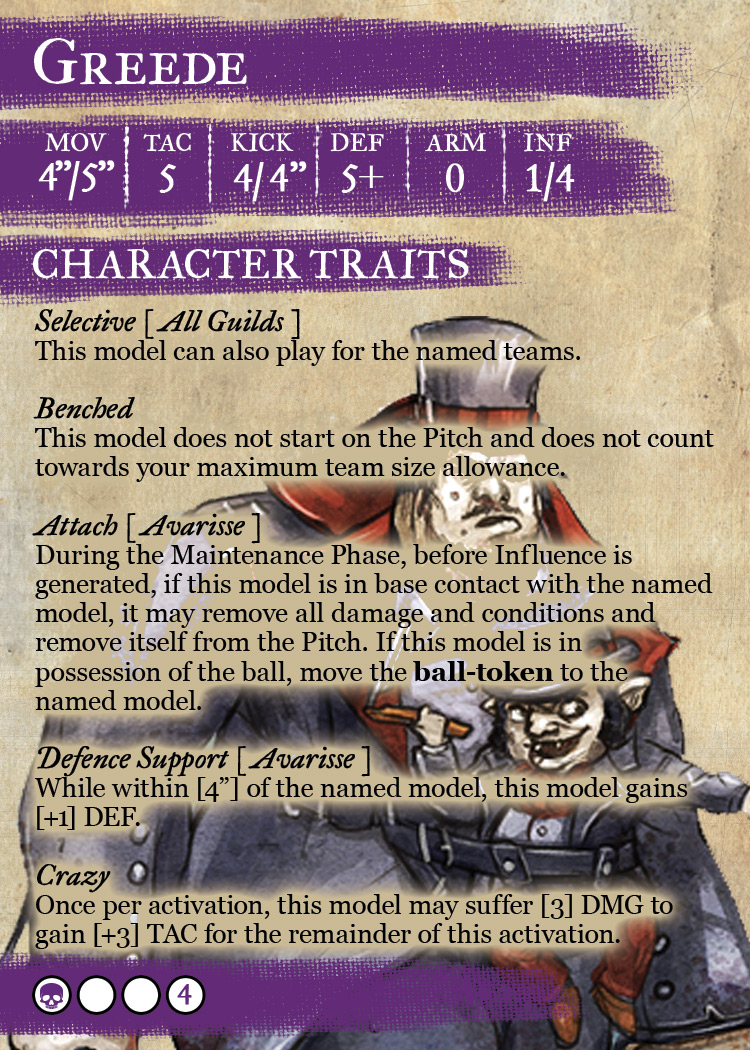 Greede
MOV TAC KICK DEF ARM INF
4”/5” 5 4/4” 5+ 0 1/4
CHARACTER TRAITS
Selective [ All Guilds ]
This model can also play for the named teams.
Benched
This model does not start on the Pitch and does not count
towards your maximum team size allowance.
Attach [ Avarisse ]
During the Maintenance Phase, before Influence is
generated, if this model is in base contact with the named
model, it may remove all damage and conditions and
remove itself from the Pitch. If this model is in
possession of the ball, move the ball-token to the
named model.
Defence Support [ Avarisse ]
While within [4”] of the named model, this model gains
[+1] DEF.
Crazy
Once per activation, this model may suffer [3] DMG to
gain [+3] TAC for the remainder of this activation.
4